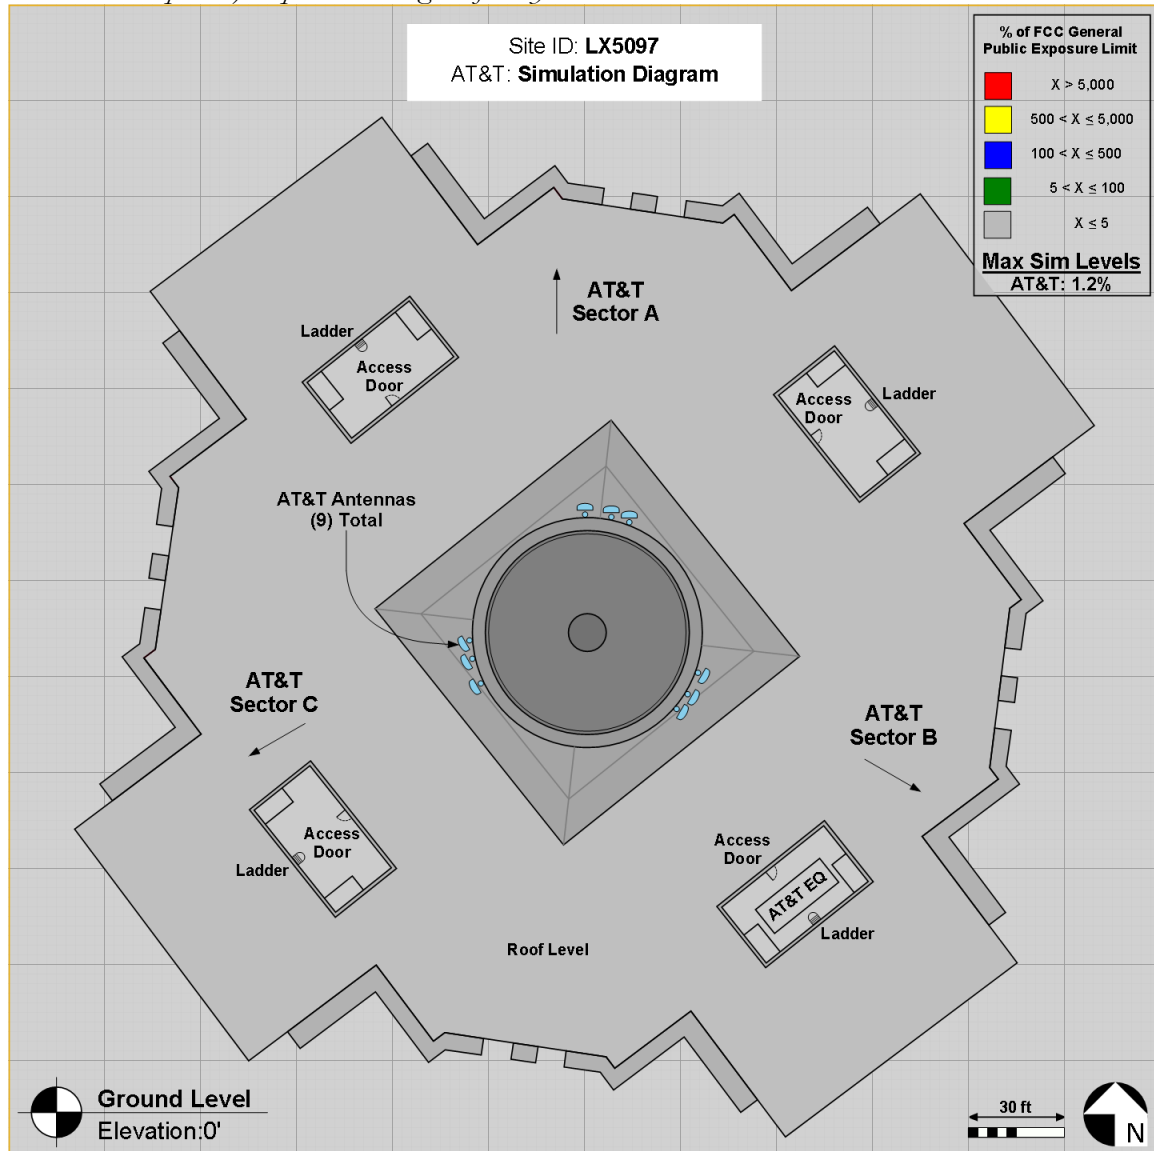 Site ID: LX5097
AT&T: Simulation Diagram
% of FCC General
Public Exposure Limit
X > 5,000
500 < X ≤ 5,000
100 < X ≤ 500
5 < X ≤ 100
X ≤ 5
Max Sim Levels
AT&T: 1.2%
AT&T
Sector A
Ladder
Access
Door
Access
Door
Ladder
AT&T Antennas
(9) Total
AT&T
Sector C
AT&T
Sector B
Access
Door
Ladder
Access
Door
AT&T EQ
Ladder
Roof Level
Ground Level
Elevation:0'
30 ft
N